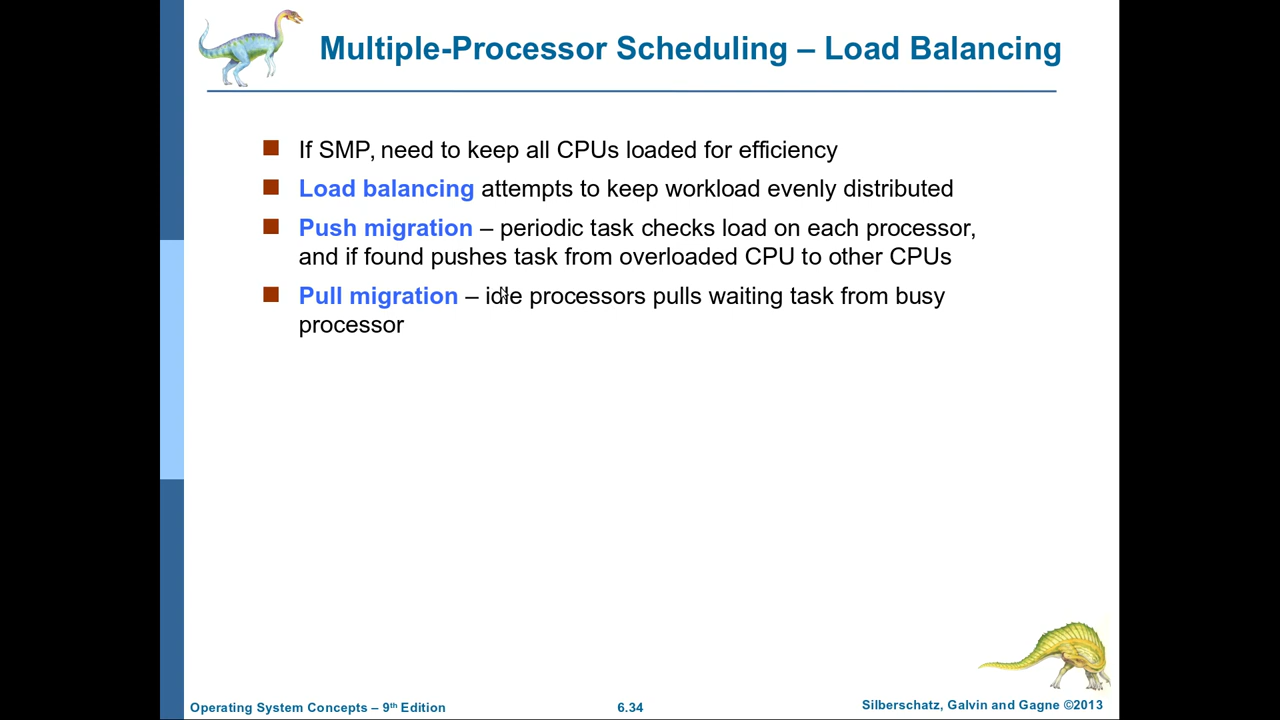 Multiple-Processor Scheduling – Load Balancing
If SMP, need to keep all CPUs loaded for efficiency
Load balancing attempts to keep workload evenly distributed
Push migration – periodic task checks load on each processor,
and if found pushes task from overloaded CPU to other CPUs
Pull migration – idle processors pulls waiting task from busy
processor
Operating System Concepts – 9th Edition
6.34
Silberschatz, Galvin and Gagne ©2013